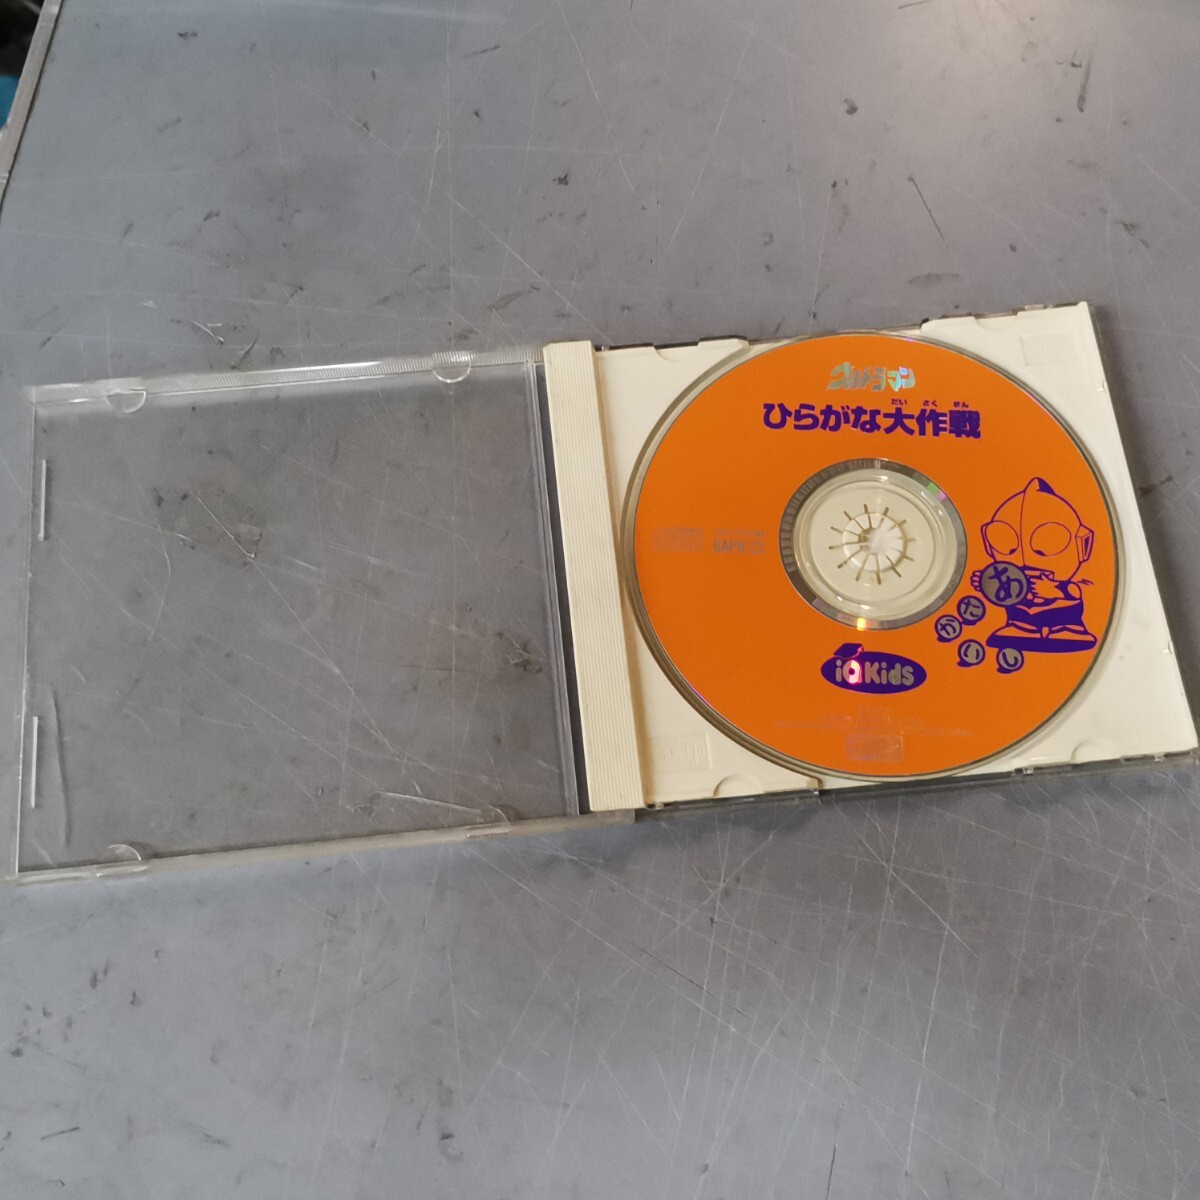 ウルトラマン
だい さく せん
ひらがな大作戦
あ
た
か
い
し
iQKids